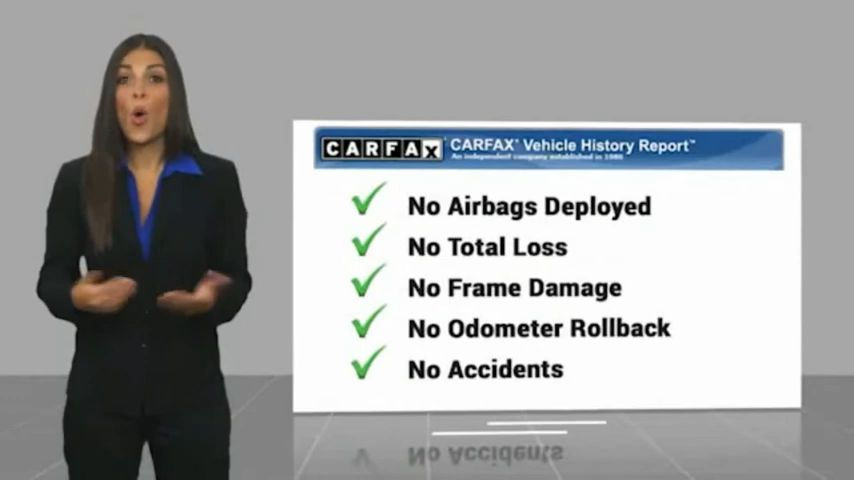 CARFAX CARFAX® Vehicle History Report™
An independent company established in 1986
No Airbags Deployed
No Total Loss
No Frame Damage
No Odometer Rollback
No Accidents
No Accidents